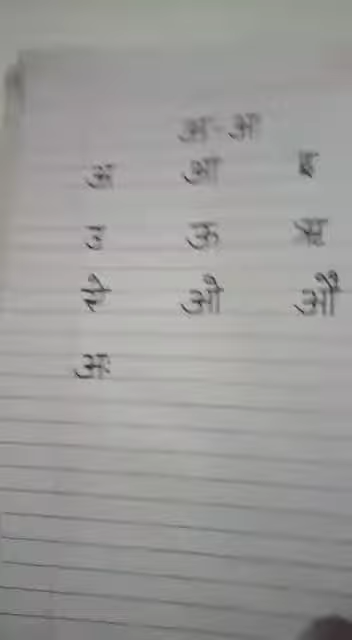 अ-अः
अ आ इ
उ ऊ ऋ
ऐ ओ औ
अः